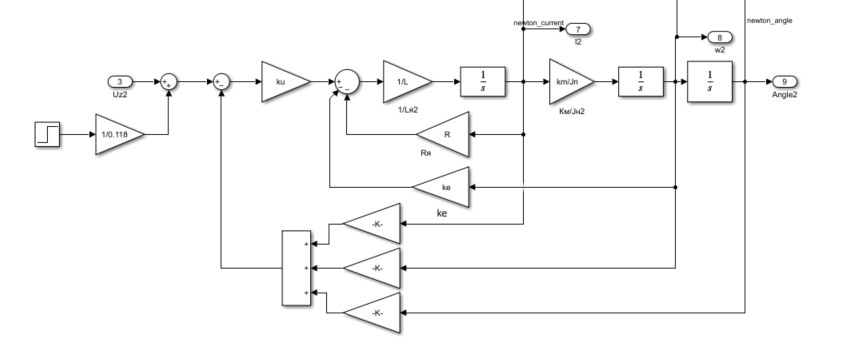 newton_current
newton_angle
7
I2
8
w2
3
Uz2
+
+
+
-
ku
+
-
-
1/L
1/Lя2
1
s
km/Jn
Kм/Jн2
1
s
1
s
9
Angle2
1/0.118
R
Rя
ke
ke
-K-
+
-K-
+
-K-
+